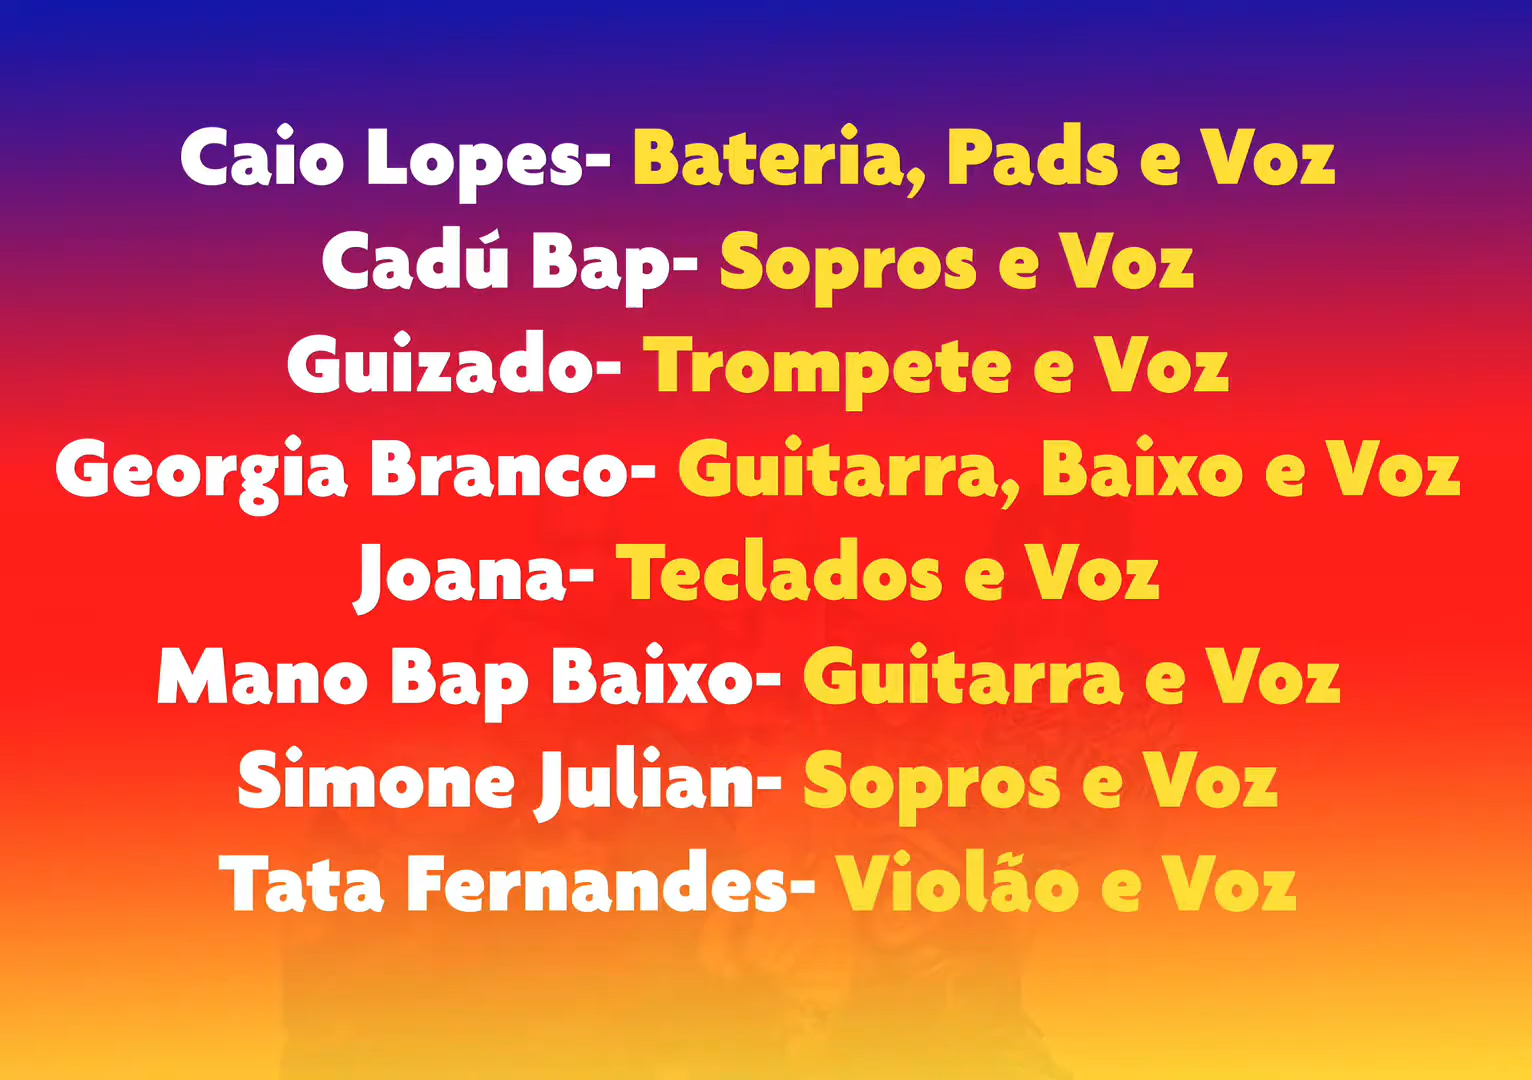 Caio Lopes- Bateria, Pads e Voz
Cadú Bap- Sopros e Voz
Guizado- Trompete e Voz
Georgia Branco- Guitarra, Baixo e Voz
Joana- Teclados e Voz
Mano Bap Baixo- Guitarra e Voz
Simone Julian- Sopros e Voz
Tata Fernandes- Violão e Voz